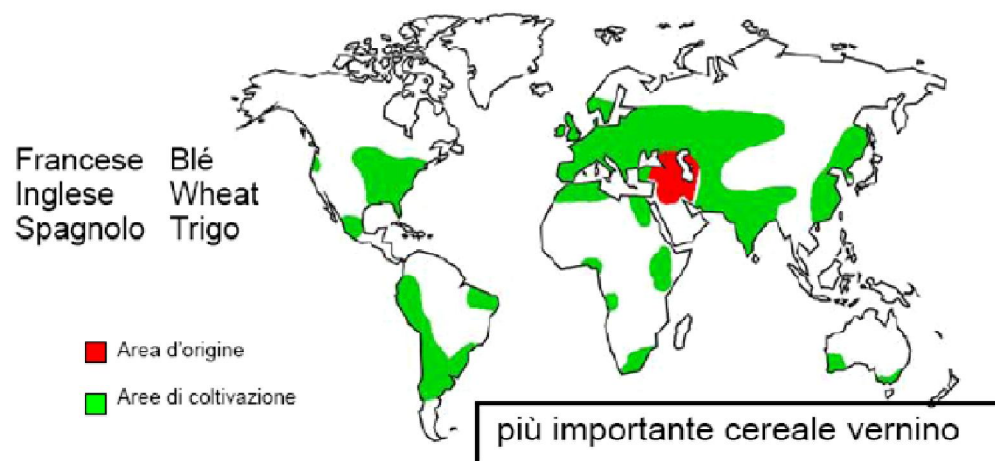 Francese Blé
Inglese Wheat
Spagnolo Trigo
Area d'origine
Aree di coltivazione
più importante cereale vernino